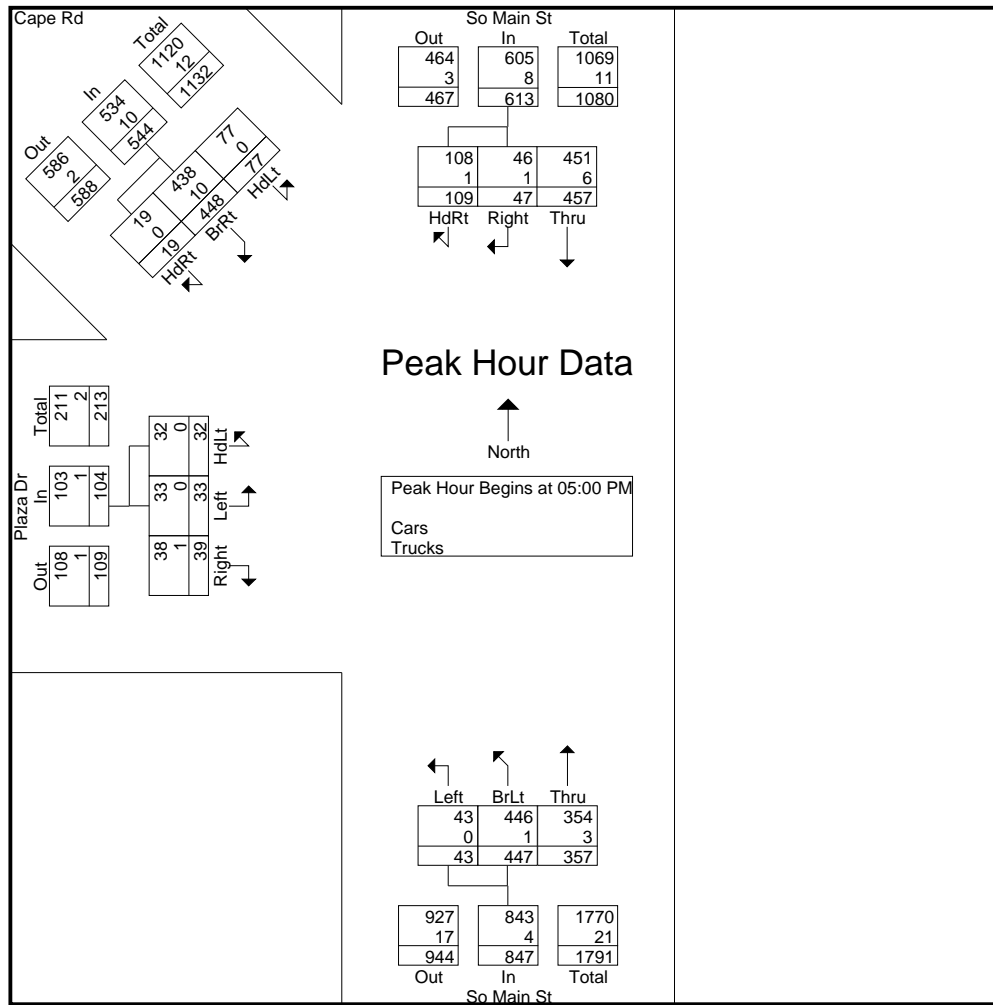 Cape Rd
Total
1120
12
1132
In
534
10
544
Out
586
2
588
77
0
77
HdLt
438
10
448
BrRt
19
0
19
HdRt
So Main St
Out In Total
464 605 1069
3 8 11
467 613 1080
108 46 451
1 1 6
109 47 457
HdRt Right Thru
Peak Hour Data
North
Peak Hour Begins at 05:00 PM
Cars
Trucks
Plaza Dr
Total
211
2
213
In
103
1
104
Out
108
1
109
32
0
32
HdLt
33
0
33
Left
38
1
39
Right
Left BrLt Thru
43 446 354
0 1 3
43 447 357
927 843 1770
17 4 21
944 847 1791
Out In Total
So Main St